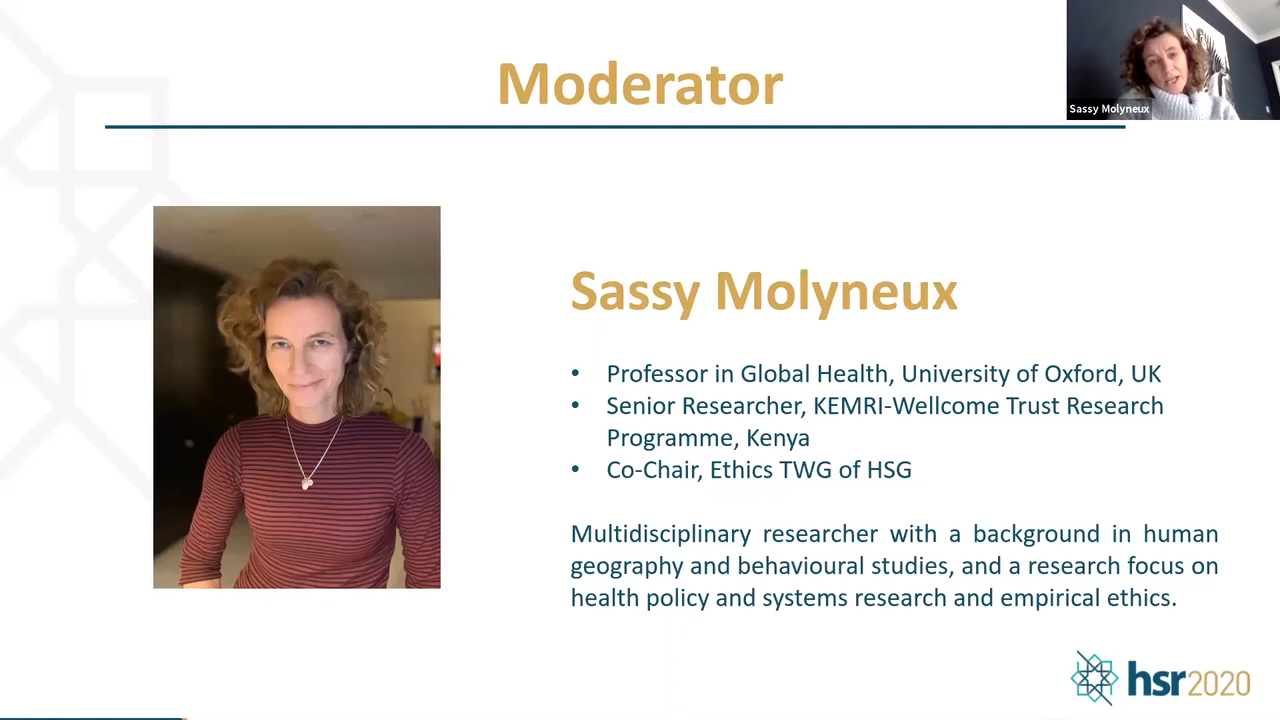 Moderator
Sassy Molyneux
Sassy Molyneux
• Professor in Global Health, University of Oxford, UK
• Senior Researcher, KEMRI-Wellcome Trust Research
Programme, Kenya
• Co-Chair, Ethics TWG of HSG
Multidisciplinary researcher with a background in human
geography and behavioural studies, and a research focus on
health policy and systems research and empirical ethics.
hsr2020